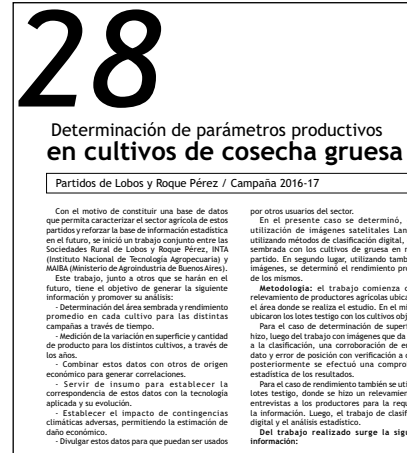 28
Determinación de parámetros productivos
en cultivos de cosecha gruesa
Partidos de Lobos y Roque Pérez / Campaña 2016-17
Con el motivo de constituir una base de datos
que permita caracterizar el sector agrícola de estos
partidos y reforzar la base de información estadística
en el futuro, se inició un trabajo conjunto entre las
Sociedades Rural de Lobos y Roque Pérez, INTA
(Instituto Nacional de Tecnología Agropecuaria) y
MAIBA (Ministerio de Agroindustria de Buenos Aires).
Este trabajo, junto a otros que se harán en el
futuro, tiene el objetivo de generar la siguiente
información y promover su análisis:
- Determinación del área sembrada y rendimiento
promedio en cada cultivo para las distintas
campañas a través de tiempo.
- Medición de la variación en superficie y cantidad
de producto para los distintos cultivos, a través de
los años.
- Combinar estos datos con otros de origen
económico para generar correlaciones.
- Servir de insumo para establecer la
correspondencia de estos datos con la tecnología
aplicada y su evolución.
- Establecer el impacto de contingencias
climáticas adversas, permitiendo la estimación de
daño económico.
- Divulgar estos datos para que puedan ser usados
por otros usuarios del sector.
En el presente caso se determinó,
utilización de imágenes satelitales Lan
utilizando métodos de clasificación digital,
sembrada con los cultivos de gruesa en
partido. En segundo lugar, utilizando tamb
imágenes, se determinó el rendimiento pro
de los mismos.
Metodología: el trabajo comienza
relevamiento de productores agrícolas ubica
el área donde se realiza el estudio. En el mi
ubicaron los lotes testigo con los cultivos obj
Para el caso de determinación de super
hizo, luego del trabajo con imágenes que da
a la clasificación, una corroboración de
dato y error de posición con verificación a
posteriormente se efectuó una compro
estadística de los resultados.
Para el caso de rendimiento también se uti
lotes testigo, donde se hizo un relevamien
entrevistas a los productores para la requ
la información. Luego, el trabajo de clasif
digital y el análisis estadístico.
Del trabajo realizado surge la sigu
información: